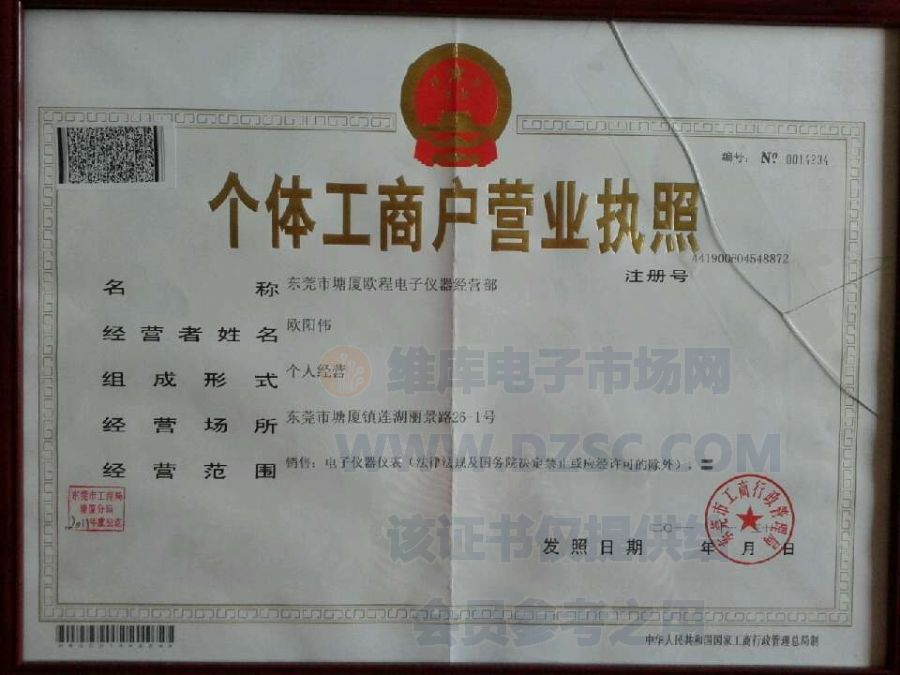 编号: Nº 0014234
个体工商户营业执照
注册号 441900604548872
名称 东莞市塘厦欧程电子仪器经营部
经营者姓名 欧阳伟
组成形式 个人经营
经营场所 东莞市塘厦镇莲湖丽景路26-1号
经营范围 销售:电子仪器仪表(法律法规及国务院决定禁止或应经许可的除外)。
维库电子市场网
WWW.DZSC.COM
东莞市工商局
塘厦分局
东莞市工商行政管理局
二〇一一
发照日期 年 月 日
该证书仅提供给
会员参考之用
中华人民共和国国家工商行政管理总局制